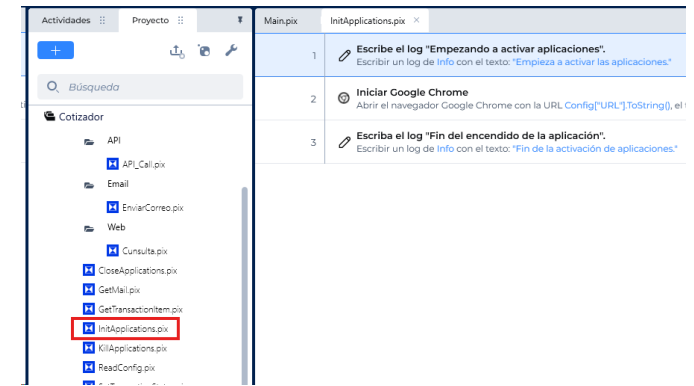 Actividades Proyecto
Búsqueda
Cotizador
API
API_Call.pix
Email
EnviarCorreo.pix
Web
Cunsulta.pix
CloseApplications.pix
GetMail.pix
GetTransactionItem.pix
InitApplications.pix
KillApplications.pix
ReadConfig.pix
Main.pix InitApplications.pix
1 Escribe el log "Empezando a activar aplicaciones".
Escribir un log de Info con el texto: "Empieza a activar las aplicaciones."
2 Iniciar Google Chrome
Abrir el navegador Google Chrome con la URL Config["URL"].ToString(), el
3 Escriba el log "Fin del encendido de la aplicación".
Escribir un log de Info con el texto: "Fin de la activación de aplicaciones."